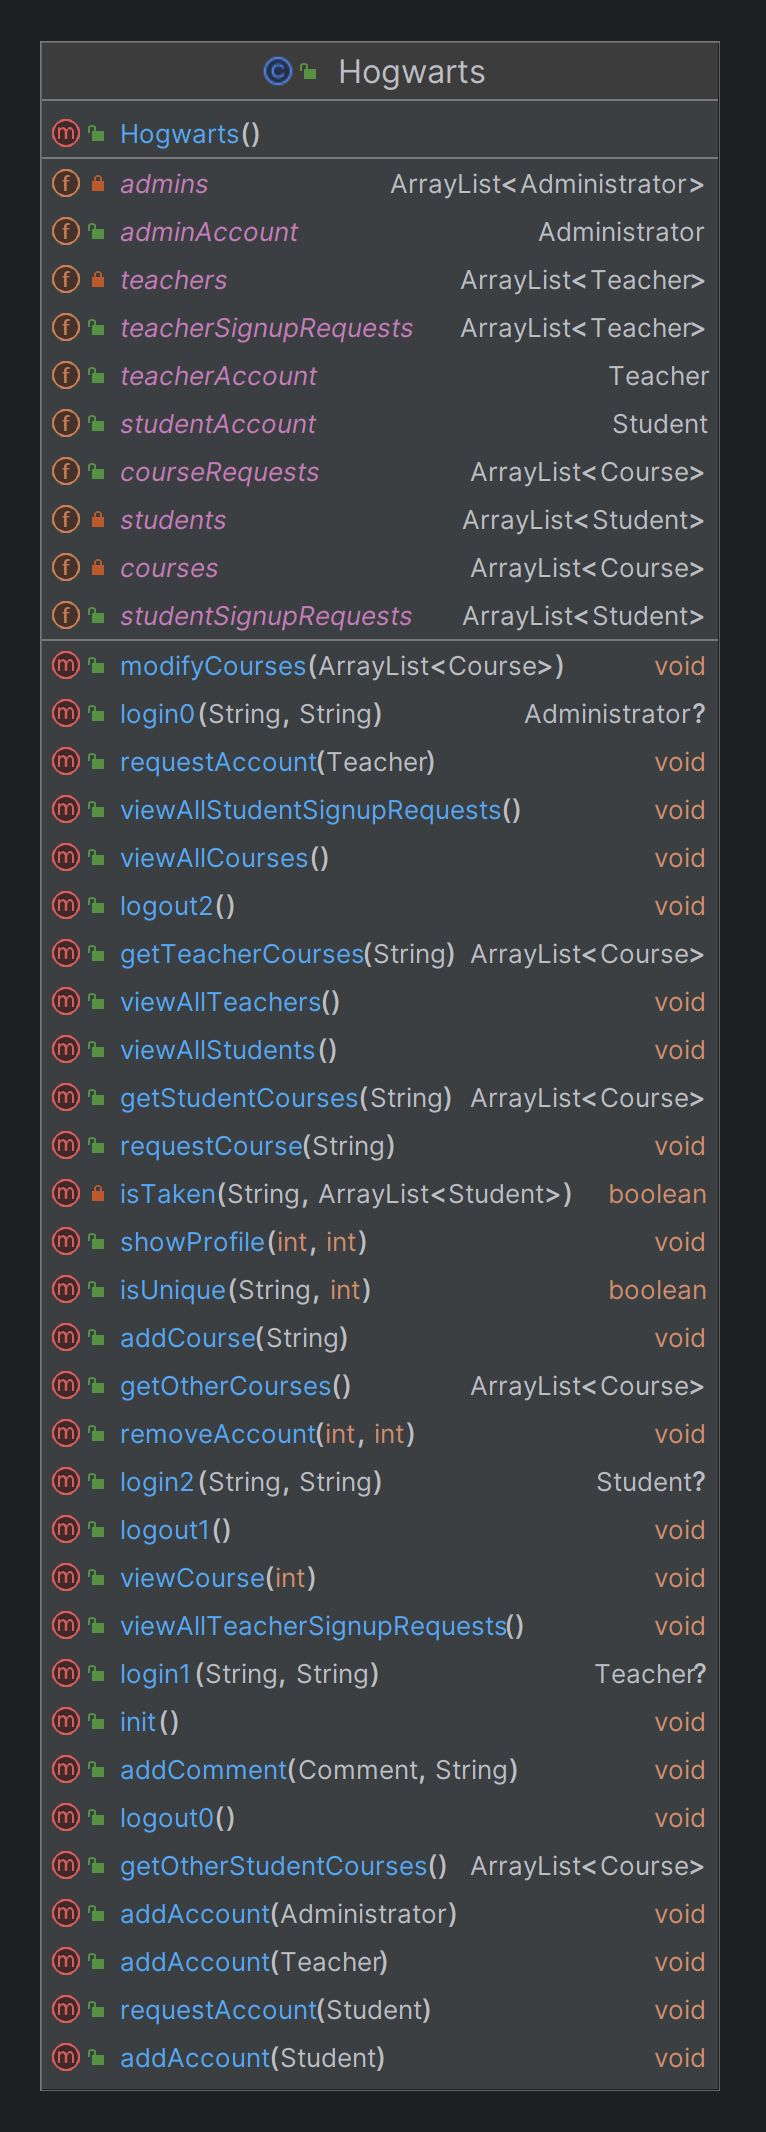 Hogwarts
Hogwarts()
admins ArrayList<Administrator>
adminAccount Administrator
teachers ArrayList<Teacher>
teacherSignupRequests ArrayList<Teacher>
teacherAccount Teacher
studentAccount Student
courseRequests ArrayList<Course>
students ArrayList<Student>
courses ArrayList<Course>
studentSignupRequests ArrayList<Student>
modifyCourses(ArrayList<Course>) void
login0(String, String) Administrator?
requestAccount(Teacher) void
viewAllStudentSignupRequests() void
viewAllCourses() void
logout2() void
getTeacherCourses(String) ArrayList<Course>
viewAllTeachers() void
viewAllStudents() void
getStudentCourses(String) ArrayList<Course>
requestCourse(String) void
isTaken(String, ArrayList<Student>) boolean
showProfile(int, int) void
isUnique(String, int) boolean
addCourse(String) void
getOtherCourses() ArrayList<Course>
removeAccount(int, int) void
login2(String, String) Student?
logout1() void
viewCourse(int) void
viewAllTeacherSignupRequests() void
login1(String, String) Teacher?
init() void
addComment(Comment, String) void
logout0() void
getOtherStudentCourses() ArrayList<Course>
addAccount(Administrator) void
addAccount(Teacher) void
requestAccount(Student) void
addAccount(Student) void